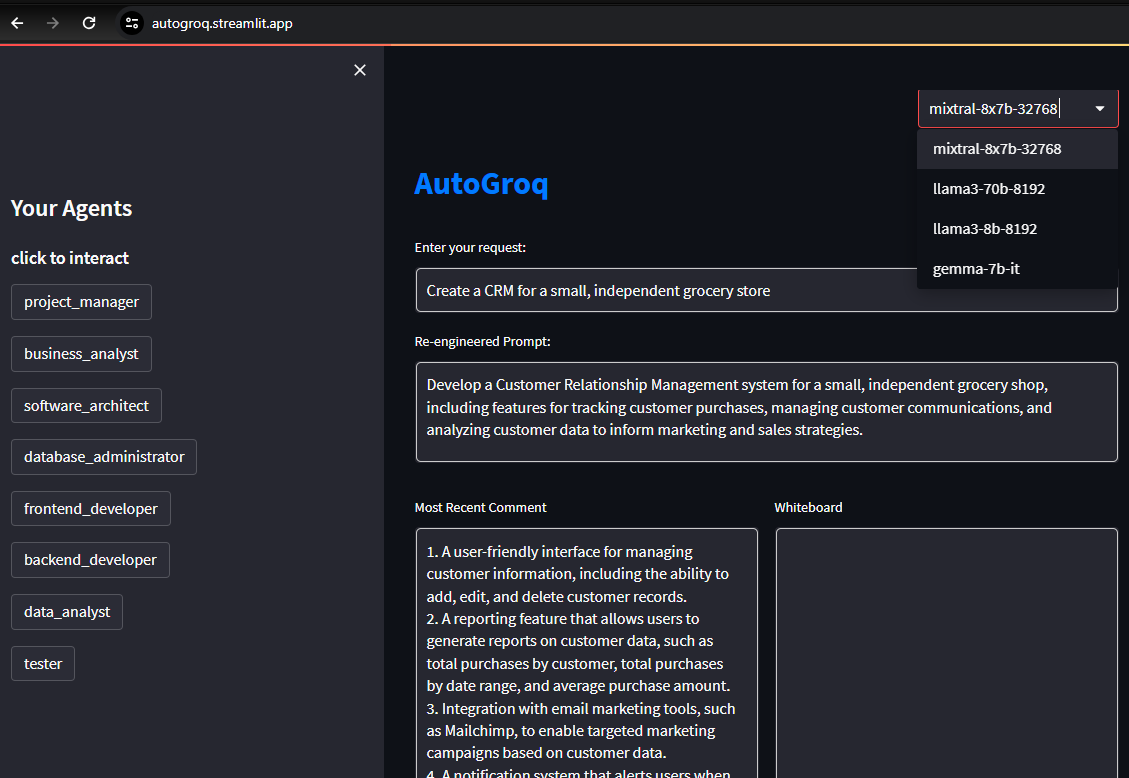 autogroq.streamlit.app
mixtral-8x7b-32768
mixtral-8x7b-32768
llama3-70b-8192
llama3-8b-8192
gemma-7b-it
Your Agents
click to interact
project_manager
business_analyst
software_architect
database_administrator
frontend_developer
backend_developer
data_analyst
tester
AutoGroq
Enter your request:
Create a CRM for a small, independent grocery store
Re-engineered Prompt:
Develop a Customer Relationship Management system for a small, independent grocery shop,
including features for tracking customer purchases, managing customer communications, and
analyzing customer data to inform marketing and sales strategies.
Most Recent Comment
1. A user-friendly interface for managing
customer information, including the ability to
add, edit, and delete customer records.
2. A reporting feature that allows users to
generate reports on customer data, such as
total purchases by customer, total purchases
by date range, and average purchase amount.
3. Integration with email marketing tools, such
as Mailchimp, to enable targeted marketing
campaigns based on customer data.
4. A notification system that alerts users when
Whiteboard